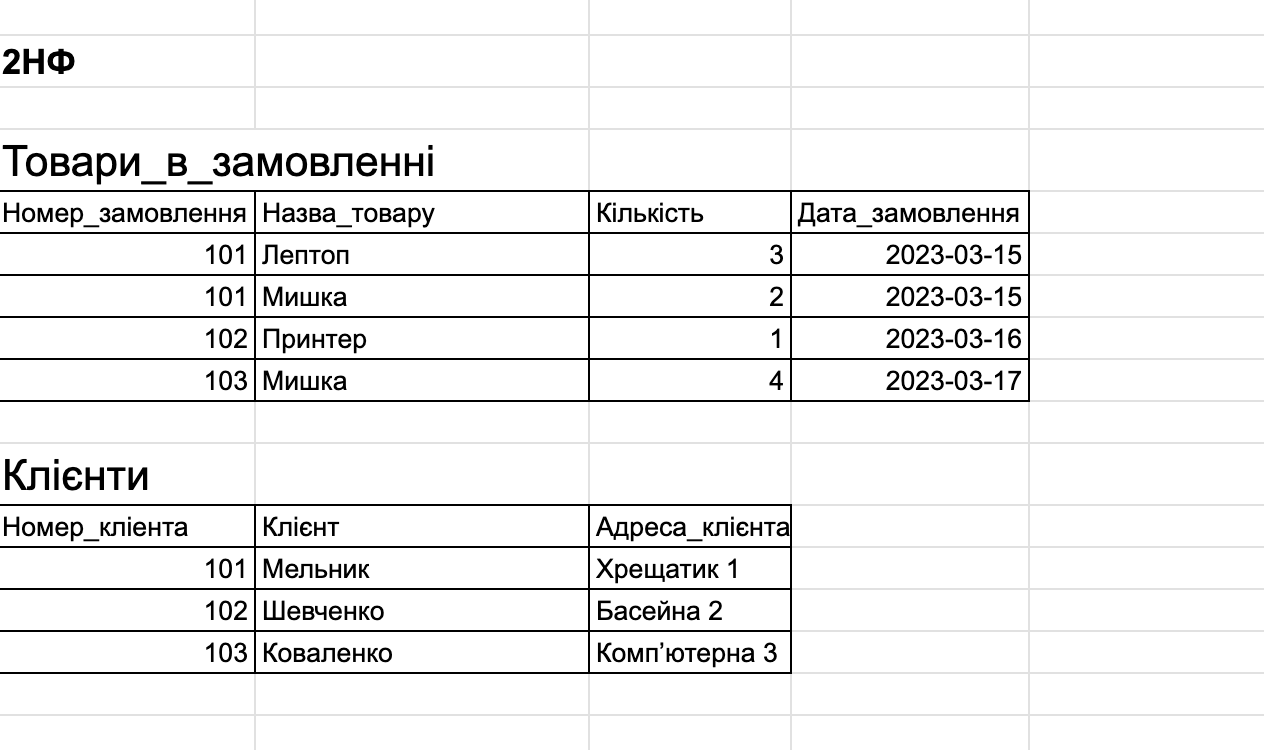 2НФ
Товари_в_замовленні
Номер_замовлення Назва_товару Кількість Дата_замовлення
101 Лептоп 3 2023-03-15
101 Мишка 2 2023-03-15
102 Принтер 1 2023-03-16
103 Мишка 4 2023-03-17
Клієнти
Номер_кліента Клієнт Адреса_клієнта
101 Мельник Хрещатик 1
102 Шевченко Басейна 2
103 Коваленко Комп’ютерна 3